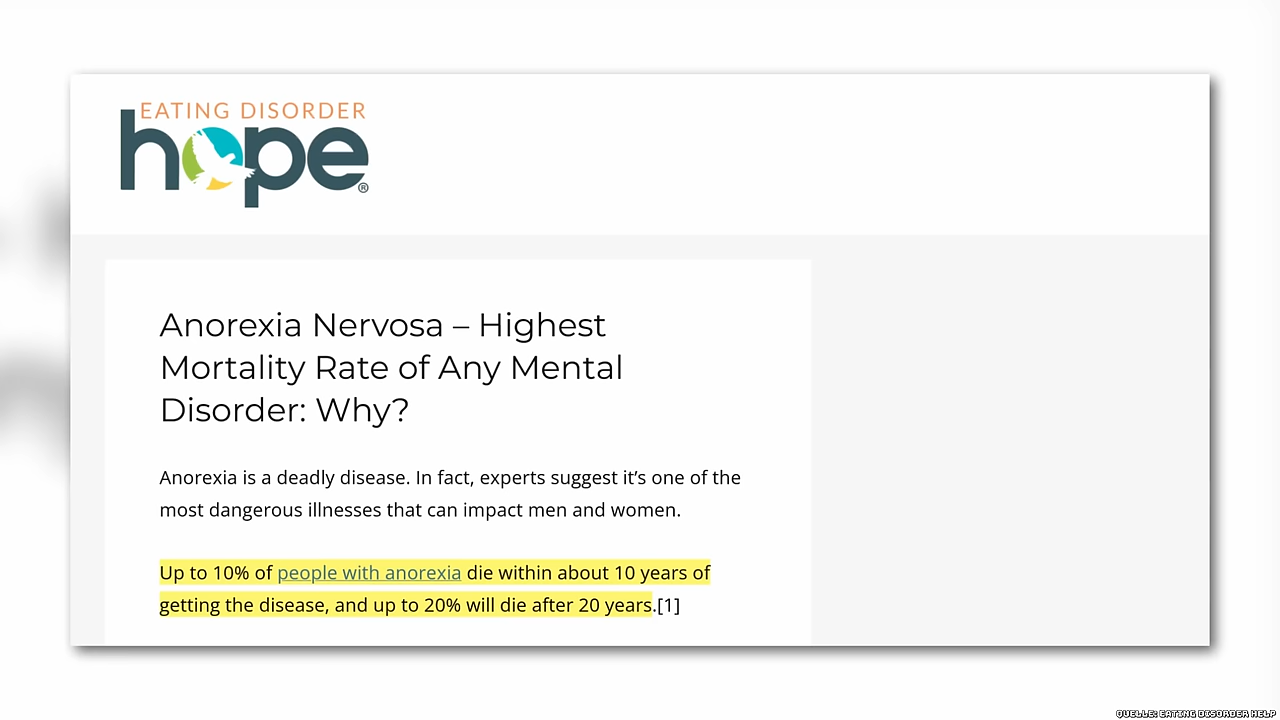 EATING DISORDER
hope®
Anorexia Nervosa – Highest
Mortality Rate of Any Mental
Disorder: Why?
Anorexia is a deadly disease. In fact, experts suggest it’s one of the
most dangerous illnesses that can impact men and women.
Up to 10% of people with anorexia die within about 10 years of
getting the disease, and up to 20% will die after 20 years.[1]
QUELLE: EATING DISORDER HELP